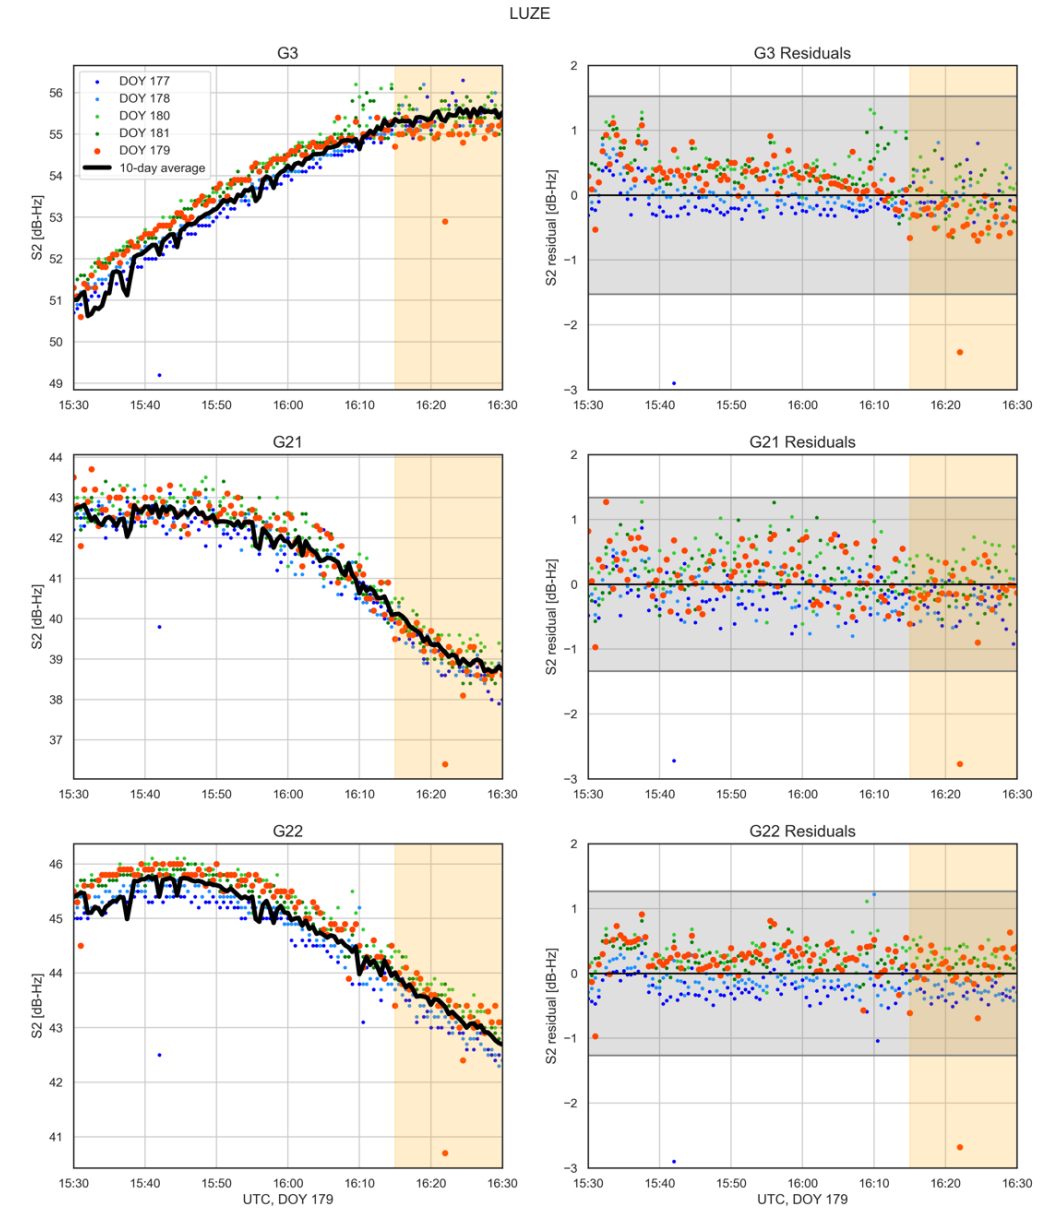 LUZE
G3
G3 Residuals
DOY 177
DOY 178
DOY 180
DOY 181
DOY 179
10-day average
S2 [dB-Hz]
56
55
54
53
52
51
50
49
15:30 15:40 15:50 16:00 16:10 16:20 16:30
S2 residual [dB-Hz]
2
1
0
−1
−2
−3
15:30 15:40 15:50 16:00 16:10 16:20 16:30
G21
G21 Residuals
S2 [dB-Hz]
44
43
42
41
40
39
38
37
15:30 15:40 15:50 16:00 16:10 16:20 16:30
S2 residual [dB-Hz]
2
1
0
−1
−2
−3
15:30 15:40 15:50 16:00 16:10 16:20 16:30
G22
G22 Residuals
S2 [dB-Hz]
46
45
44
43
42
41
15:30 15:40 15:50 16:00 16:10 16:20 16:30
UTC, DOY 179
S2 residual [dB-Hz]
2
1
0
−1
−2
−3
15:30 15:40 15:50 16:00 16:10 16:20 16:30
UTC, DOY 179